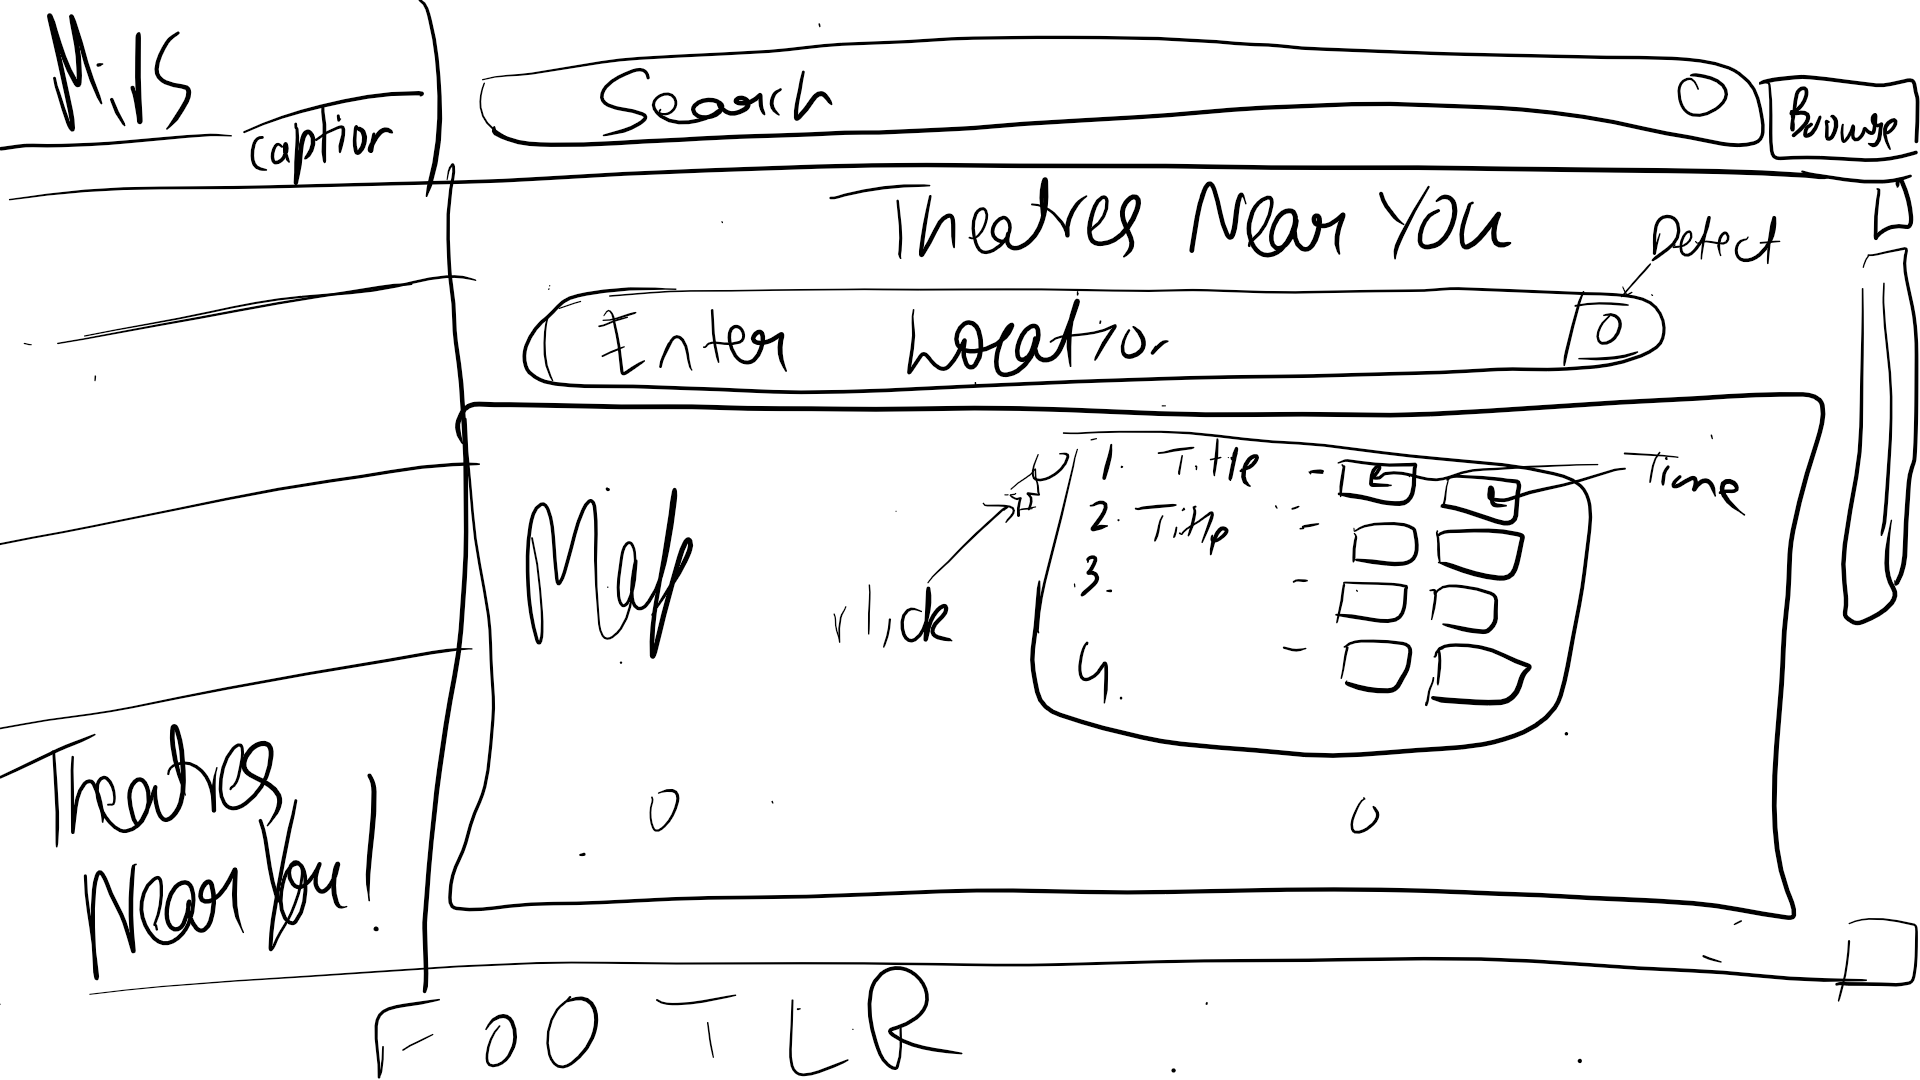 Search
Browse
caption
Theatres Near You
Detect
Enter Location
1. Title -
2. Title -
3. -
4. -
Time
Map
click
Theatres
Near You!
FOOTER